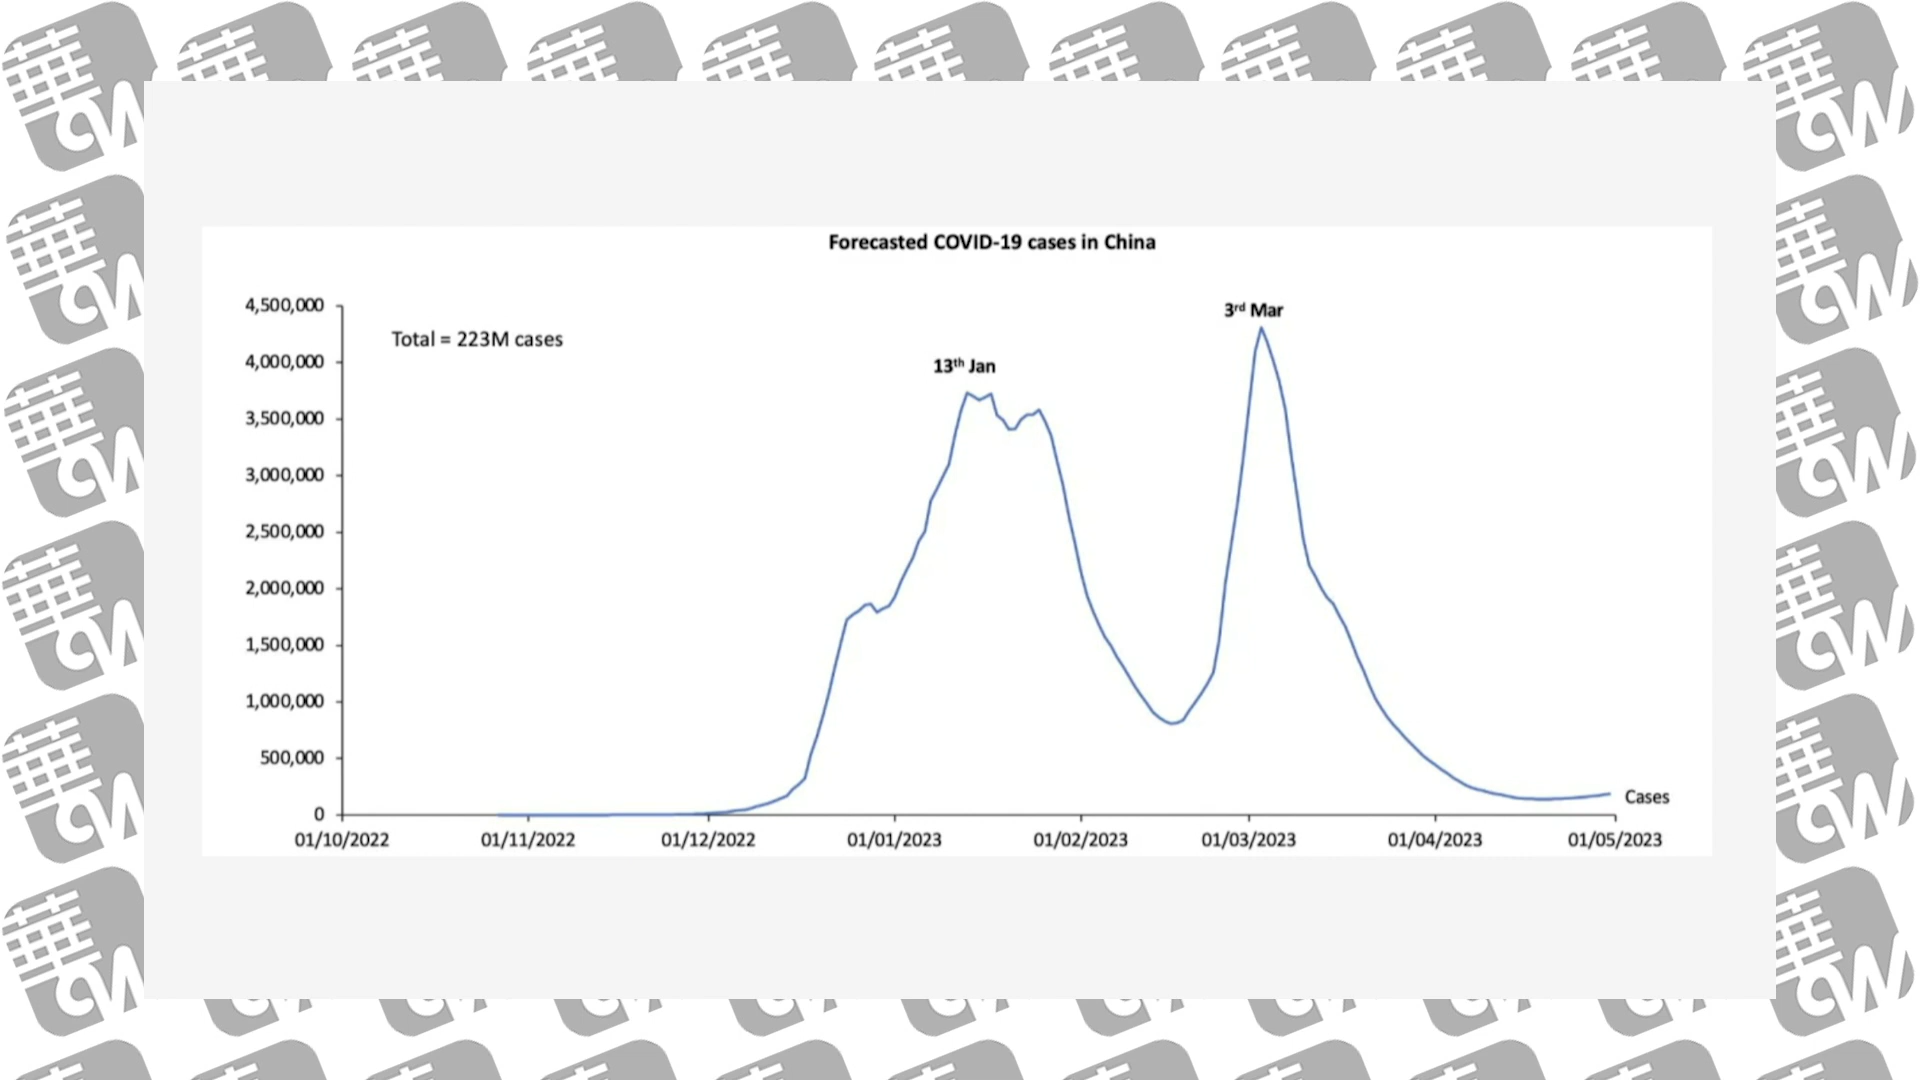 Forecasted COVID-19 cases in China
4,500,000
3rd Mar
Total = 223M cases
4,000,000
13th Jan
3,500,000
3,000,000
2,500,000
2,000,000
1,500,000
1,000,000
500,000
Cases
0
01/10/2022 01/11/2022 01/12/2022 01/01/2023 01/02/2023 01/03/2023 01/04/2023 01/05/2023
華